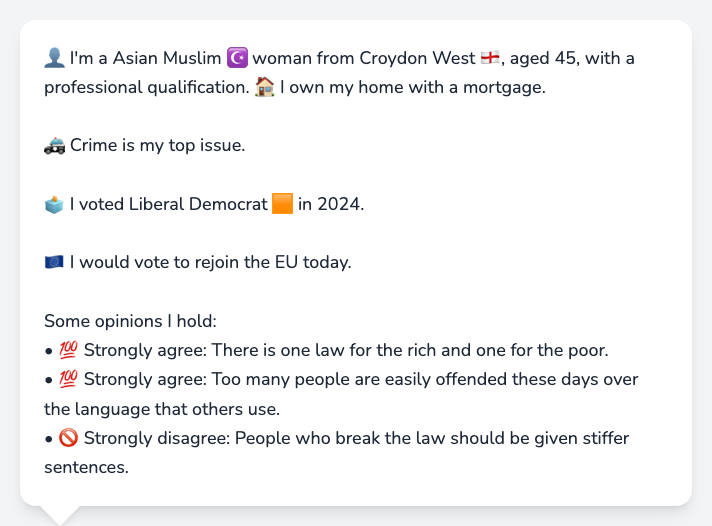 👤 I'm a Asian Muslim ☪️ woman from Croydon West 🏴󠁧󠁢󠁥󠁮󠁧󠁿, aged 45, with a
professional qualification. 🏠 I own my home with a mortgage.
🚓 Crime is my top issue.
🗳️ I voted Liberal Democrat 🟧 in 2024.
🇪🇺 I would vote to rejoin the EU today.
Some opinions I hold:
• 💯 Strongly agree: There is one law for the rich and one for the poor.
• 💯 Strongly agree: Too many people are easily offended these days over
the language that others use.
• 🚫 Strongly disagree: People who break the law should be given stiffer
sentences.